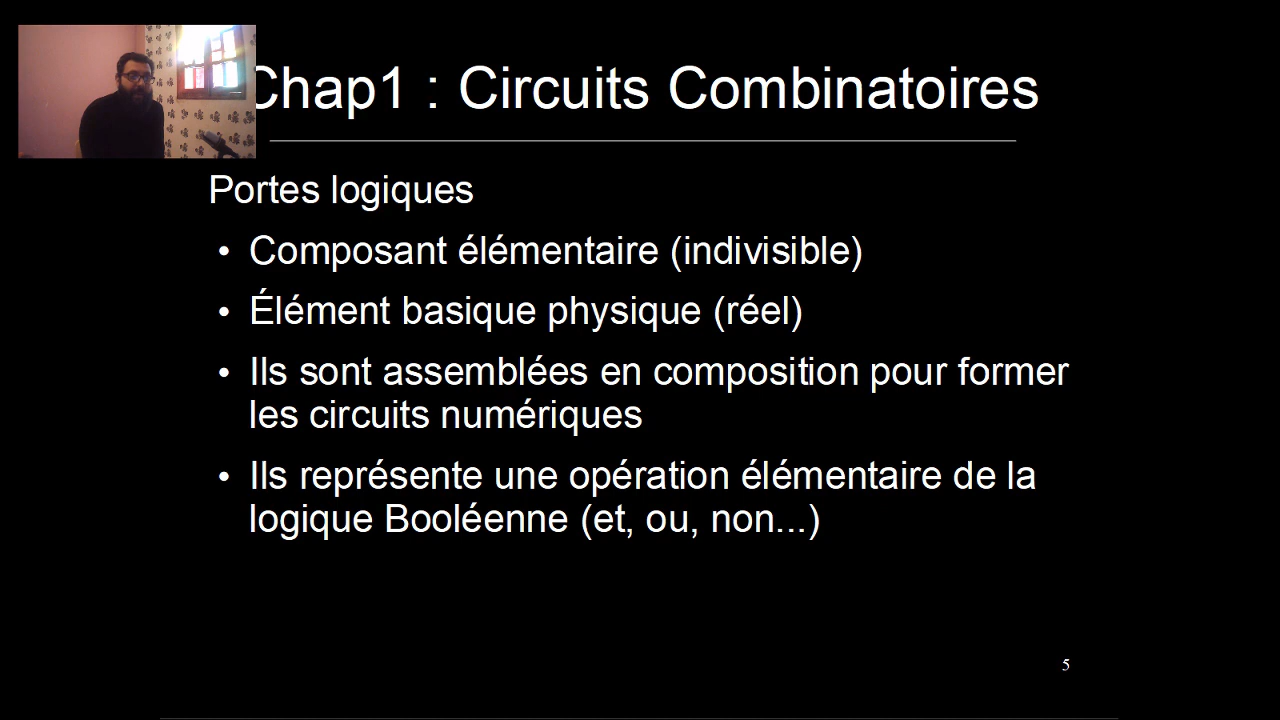 Chap1 : Circuits Combinatoires
Portes logiques
• Composant élémentaire (indivisible)
• Élément basique physique (réel)
• Ils sont assemblées en composition pour former
les circuits numériques
• Ils représente une opération élémentaire de la
logique Booléenne (et, ou, non...)
5